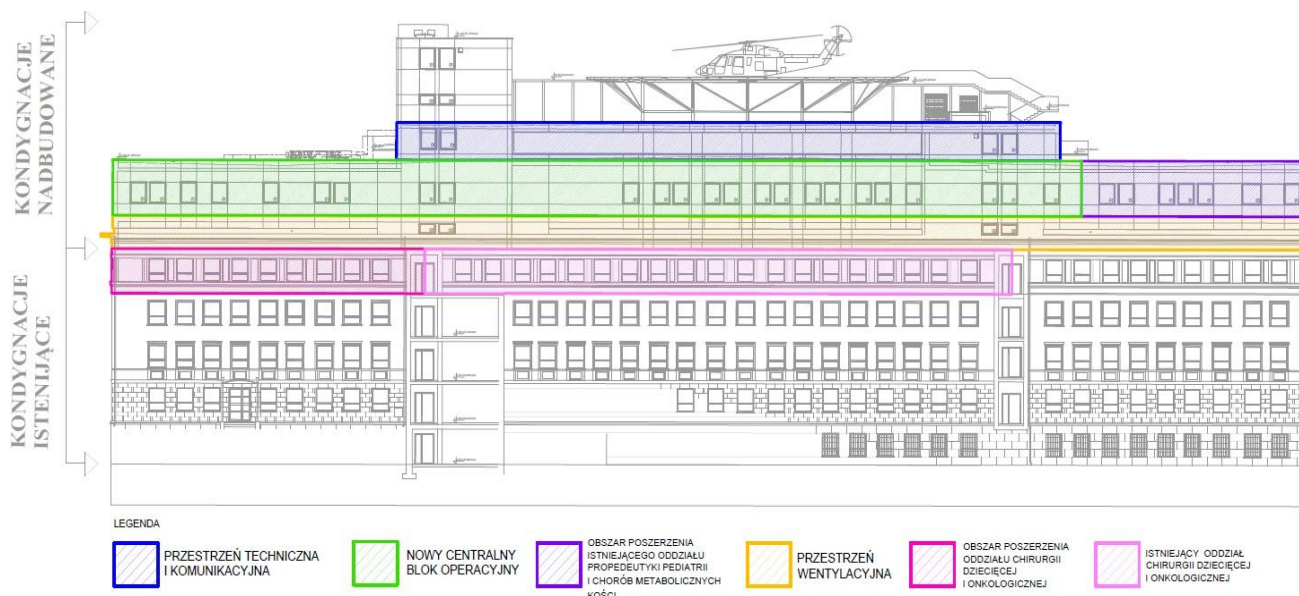 KONDYGNACJE
NADBUDOWANE
KONDYGNACJE
ISTENIJĄCE
LEGENDA
PRZESTRZEŃ TECHNICZNA
I KOMUNIKACYJNA
NOWY CENTRALNY
BLOK OPERACYJNY
OBSZAR POSZERZENIA
ISTNIEJĄCEGO ODDZIAŁU
PROPEDEUTYKI PEDIATRII
I CHORÓB METABOLICZNYCH
KOŚCI
PRZESTRZEŃ
WENTYLACYJNA
OBSZAR POSZERZENIA
ODDZIAŁU CHIRURGII
DZIECIĘCEJ
I ONKOLOGICZNEJ
ISTNIEJĄCY ODDZIAŁ
CHIRURGII DZIECIĘCEJ
I ONKOLOGICZNEJ